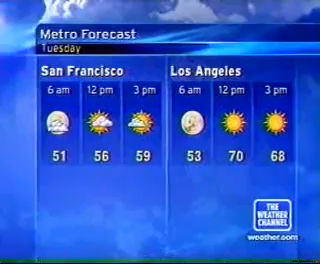 Metro Forecast
Tuesday
San Francisco
6 am 12 pm 3 pm
51 56 59
Los Angeles
6 am 12 pm 3 pm
53 70 68
THE
WEATHER
CHANNEL
weather.com